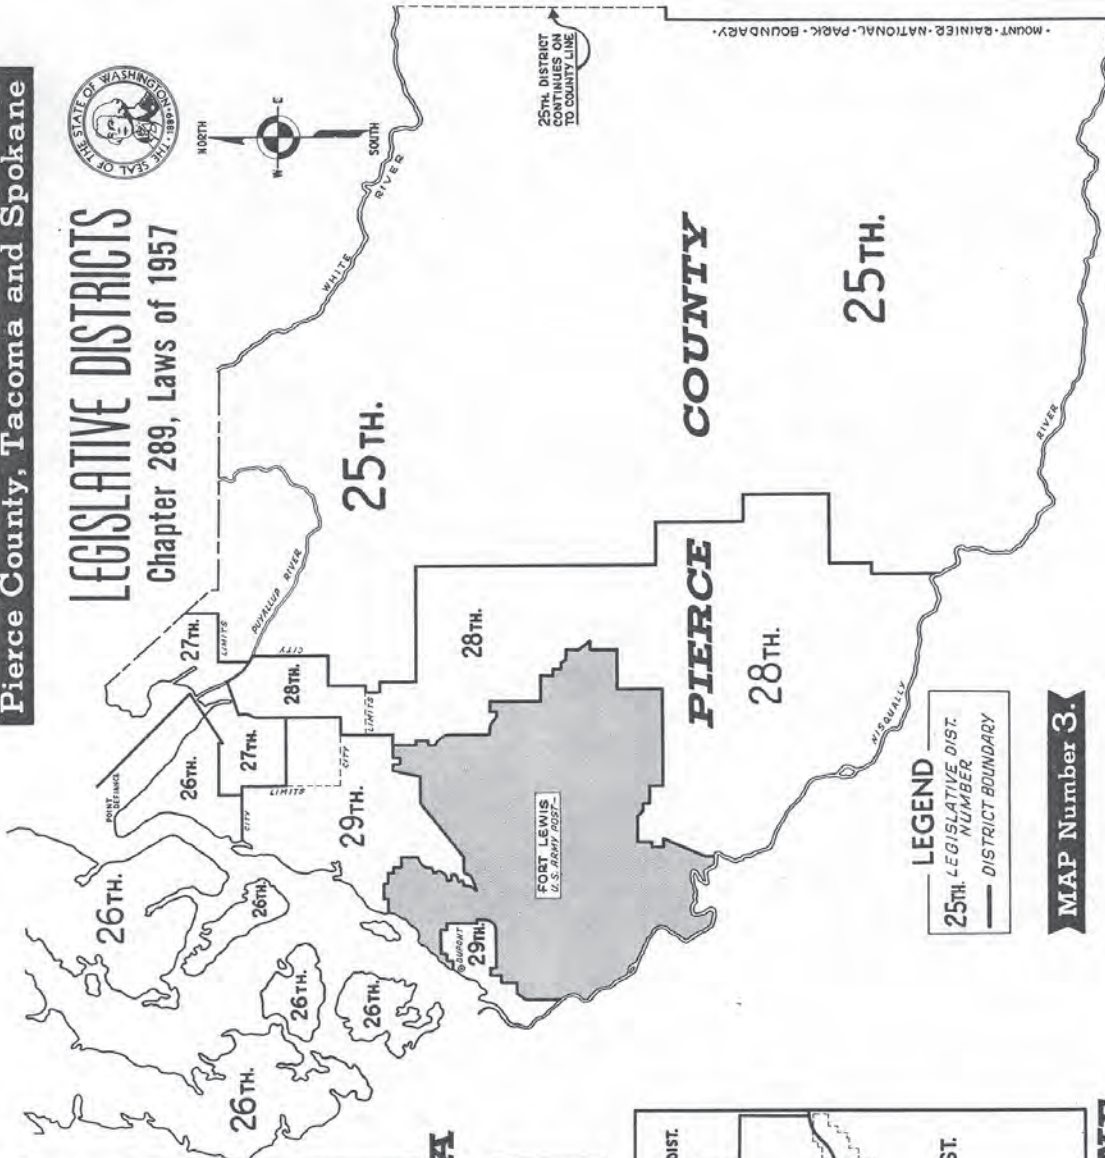 Pierce County, Tacoma and Spokane
THE SEAL OF THE STATE OF WASHINGTON
1889
LEGISLATIVE DISTRICTS
Chapter 289, Laws of 1957
NORTH
W
E
SOUTH
WHITE RIVER
25TH. DISTRICT
CONTINUES ON
TO COUNTY LINE
• MOUNT • RAINIER • NATIONAL • PARK • BOUNDARY •
25TH.
25TH.
PIERCE COUNTY
PUYALLUP RIVER
27TH.
LIMITS
CITY
28TH.
LIMITS
28TH.
28TH.
POINT
DEFIANCE
26TH.
27TH.
CITY
LIMITS
CITY
29TH.
26TH.
26TH.
26TH.
26TH.
26TH.
FORT LEWIS
U.S. ARMY POST-
DUPONT
29TH.
NISQUALLY RIVER
LEGEND
25TH. LEGISLATIVE DIST.
NUMBER
DISTRICT BOUNDARY
MAP Number 3.
A
DIST.
ST.